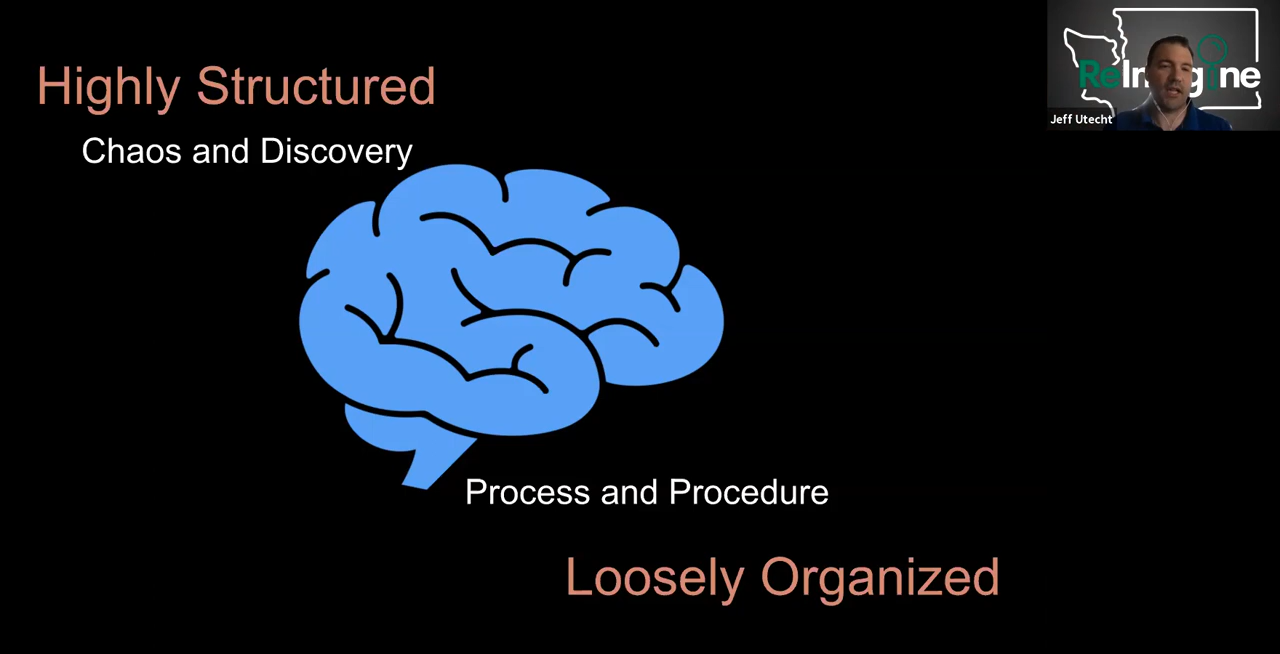 Highly Structured
Chaos and Discovery
ReImagine
Jeff Utecht
Process and Procedure
Loosely Organized